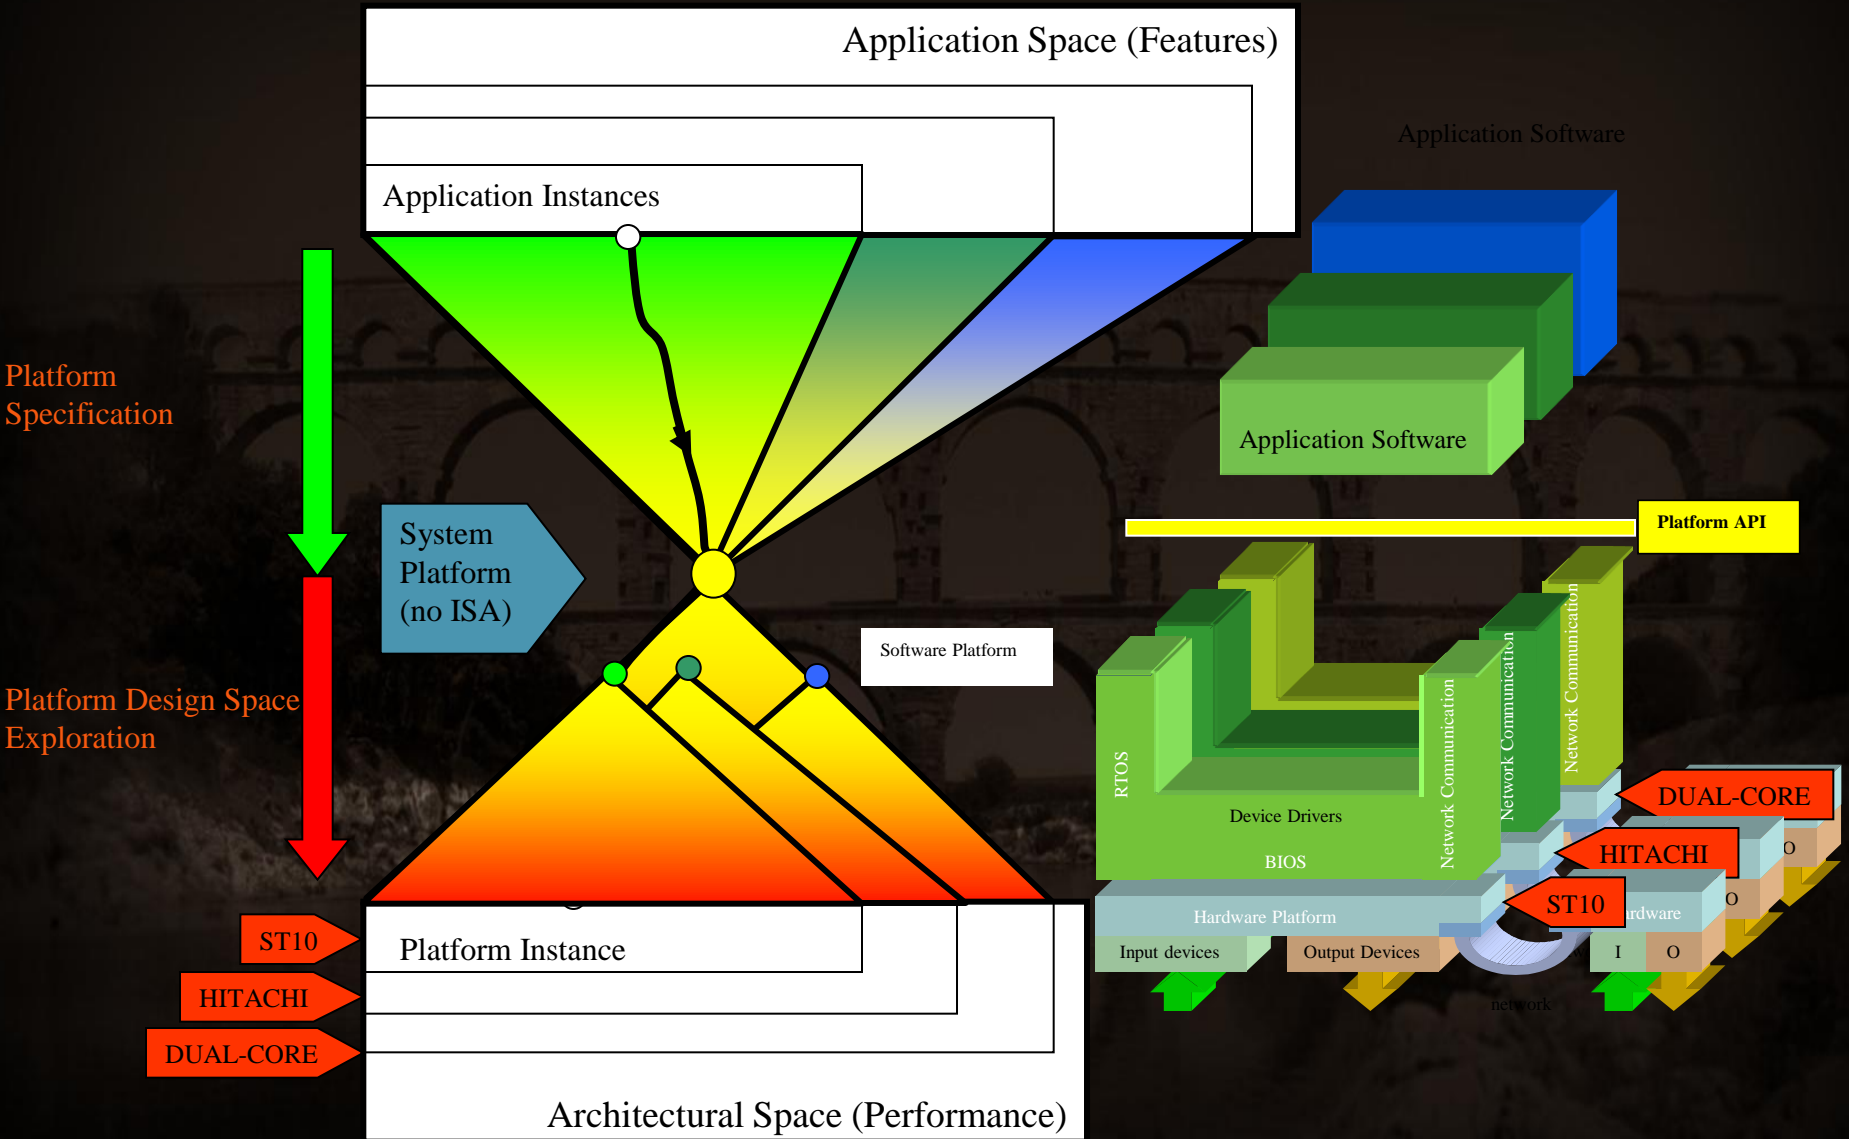 Application Space (Features)
Application Instances
Platform
Specification
System
Platform
(no ISA)
Platform Design Space
Exploration
Software Platform
ST10
HITACHI
DUAL-CORE
Platform Instance
Architectural Space (Performance)
Application Software
Application Software
Platform API
RTOS
Device Drivers
BIOS
Network Communication
Network Communication
Network Communication
DUAL-CORE
HITACHI
ST10
Hardware Platform
ardware
Input devices
Output Devices
I
O
O
O
network